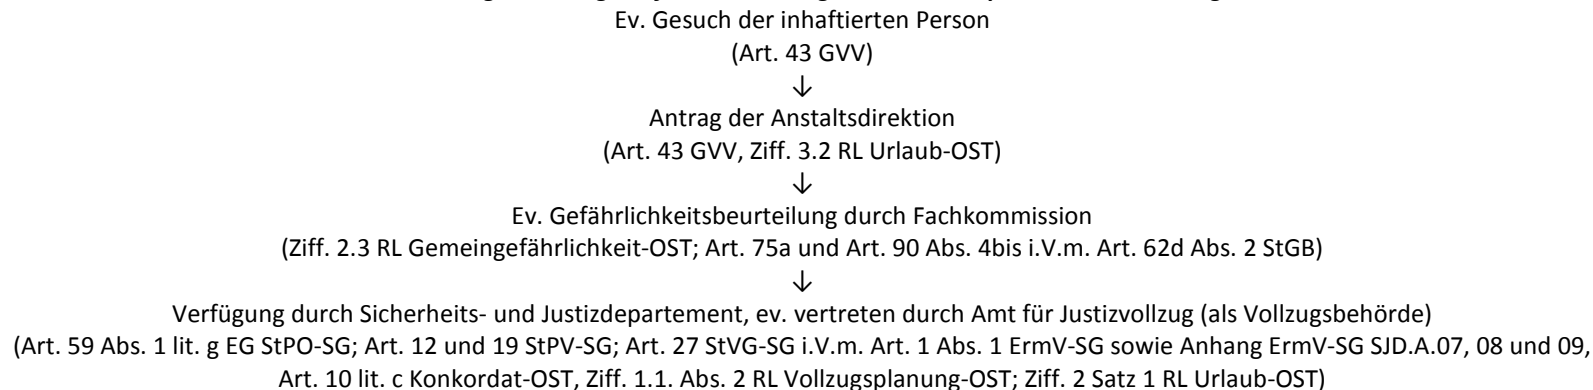 Ev. Gesuch der inhaftierten Person
(Art. 43 GVV)
↓
Antrag der Anstaltsdirektion
(Art. 43 GVV, Ziff. 3.2 RL Urlaub-OST)
↓
Ev. Gefährlichkeitsbeurteilung durch Fachkommission
(Ziff. 2.3 RL Gemeingefährlichkeit-OST; Art. 75a und Art. 90 Abs. 4bis i.V.m. Art. 62d Abs. 2 StGB)
↓
Verfügung durch Sicherheits- und Justizdepartement, ev. vertreten durch Amt für Justizvollzug (als Vollzugsbehörde)
(Art. 59 Abs. 1 lit. g EG StPO-SG; Art. 12 und 19 StPV-SG; Art. 27 StVG-SG i.V.m. Art. 1 Abs. 1 ErmV-SG sowie Anhang ErmV-SG SJD.A.07, 08 und 09,
Art. 10 lit. c Konkordat-OST, Ziff. 1.1. Abs. 2 RL Vollzugsplanung-OST; Ziff. 2 Satz 1 RL Urlaub-OST)